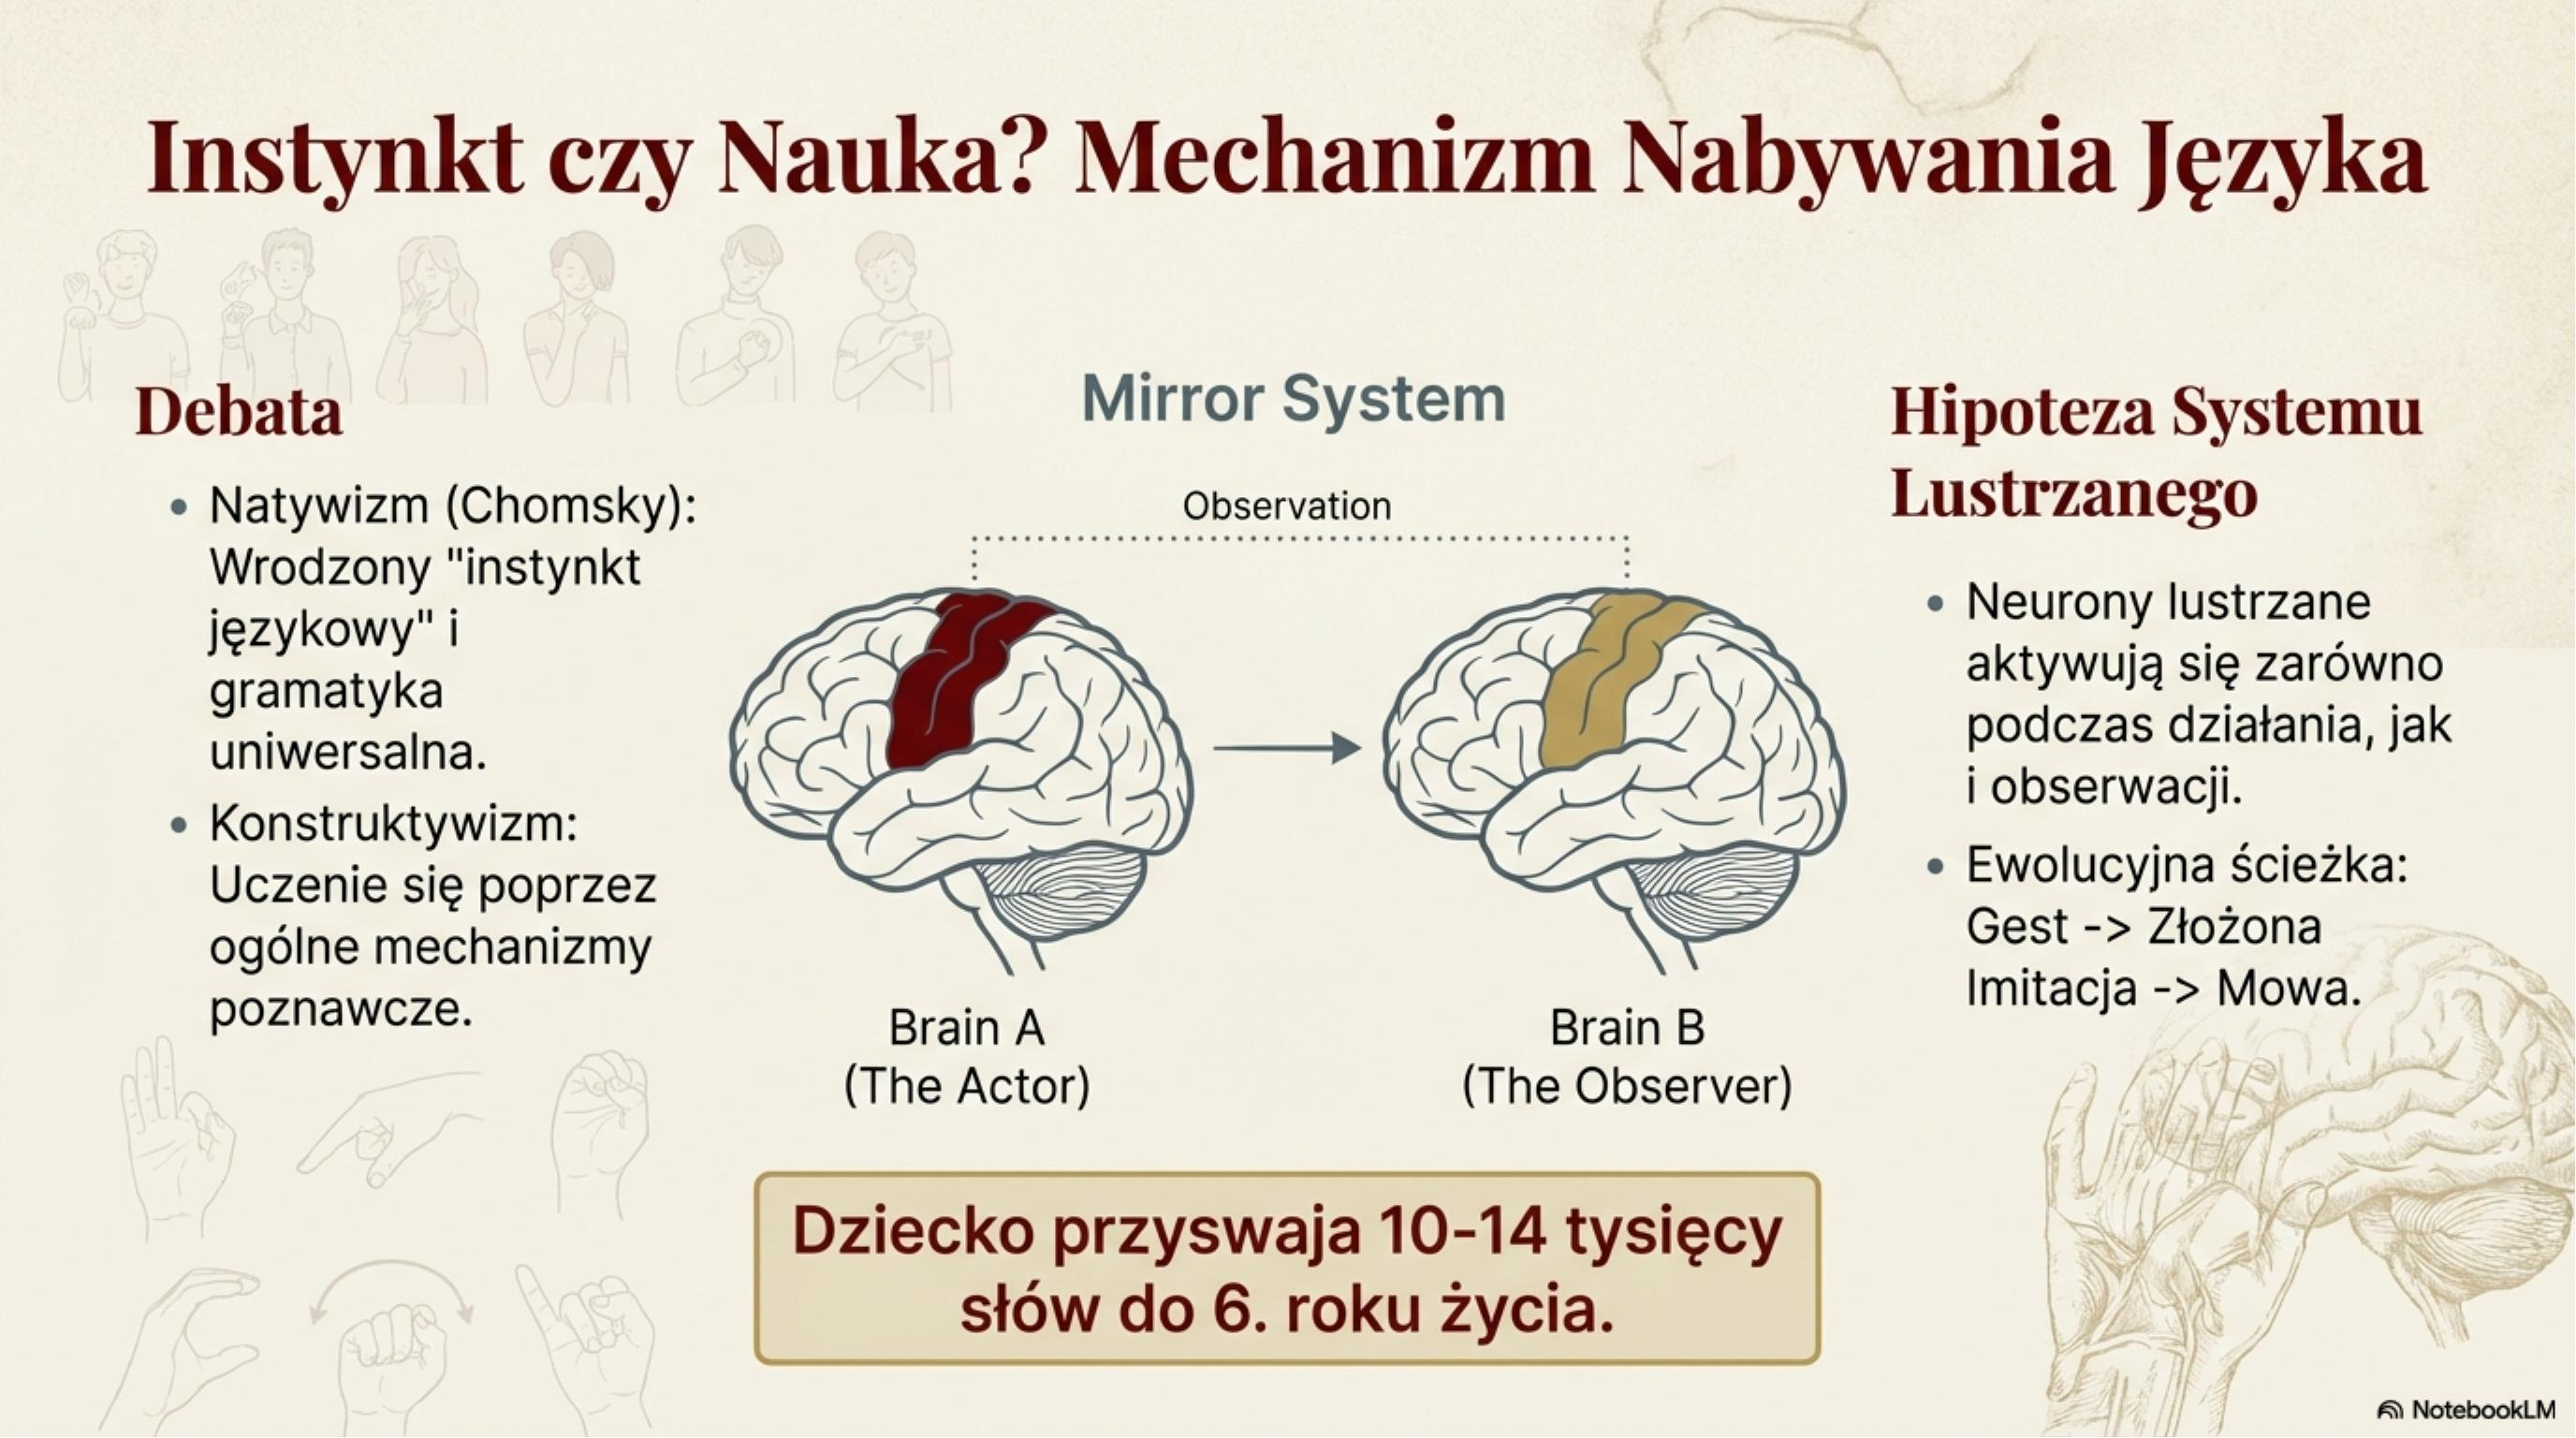 Instynkt czy Nauka? Mechanizm Nabywania Języka
Debata
• Natywizm (Chomsky):
Wrodzony "instynkt
językowy" i
gramatyka
uniwersalna.
• Konstruktywizm:
Uczenie się poprzez
ogólne mechanizmy
poznawcze.
Mirror System
Observation
Brain A
(The Actor)
Brain B
(The Observer)
Dziecko przyswaja 10-14 tysięcy
słów do 6. roku życia.
Hipoteza Systemu
Lustrzanego
• Neurony lustrzane
aktywują się zarówno
podczas działania, jak
i obserwacji.
• Ewolucyjna ścieżka:
Gest -> Złożona
Imitacja -> Mowa.
NotebookLM